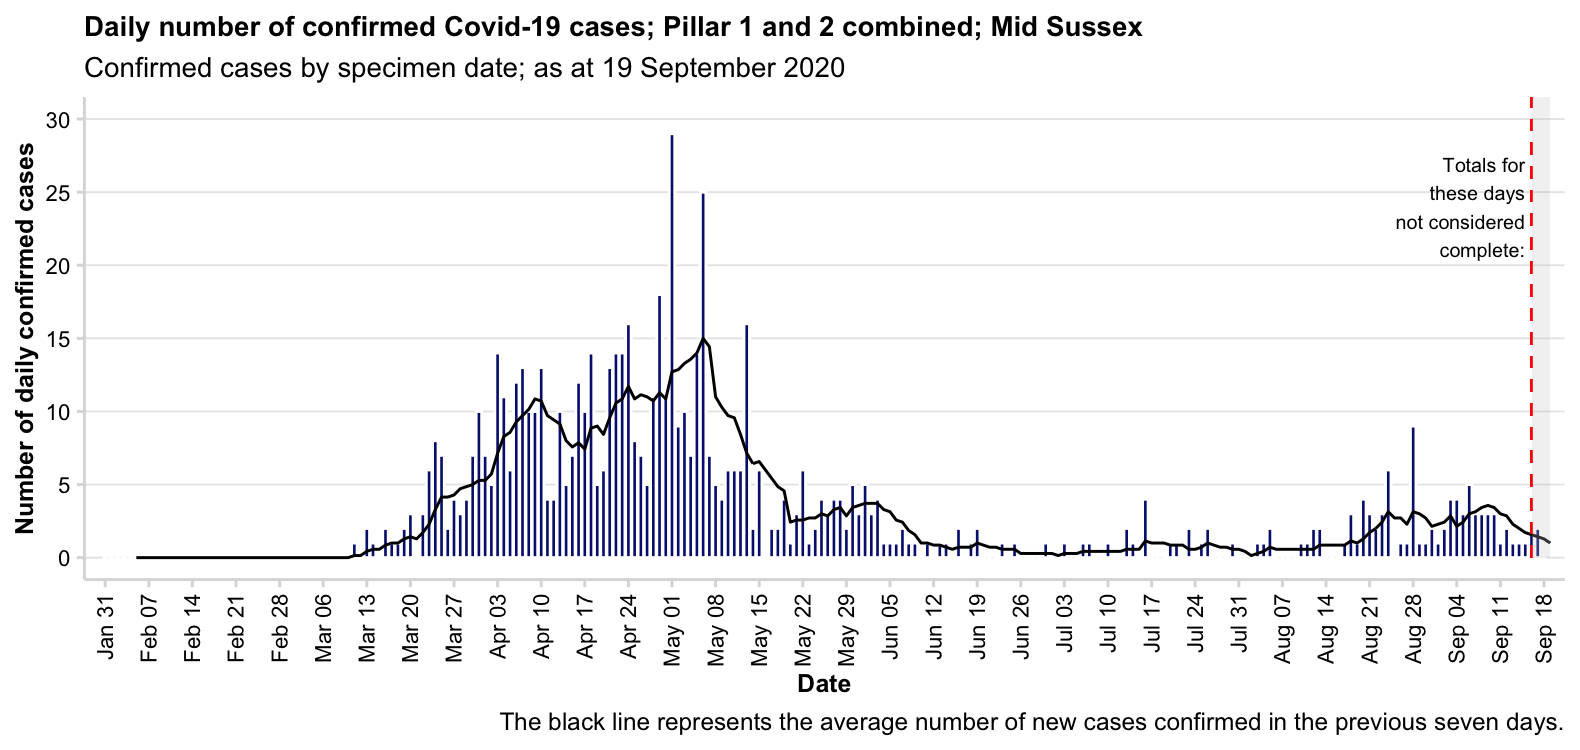 Daily number of confirmed Covid-19 cases; Pillar 1 and 2 combined; Mid Sussex
Confirmed cases by specimen date; as at 19 September 2020
Number of daily confirmed cases
30
25
20
15
10
5
0
Totals for
these days
not considered
complete:
Jan 31
Feb 07
Feb 14
Feb 21
Feb 28
Mar 06
Mar 13
Mar 20
Mar 27
Apr 03
Apr 10
Apr 17
Apr 24
May 01
May 08
May 15
May 22
May 29
Jun 05
Jun 12
Jun 19
Jun 26
Jul 03
Jul 10
Jul 17
Jul 24
Jul 31
Aug 07
Aug 14
Aug 21
Aug 28
Sep 04
Sep 11
Sep 18
Date
The black line represents the average number of new cases confirmed in the previous seven days.